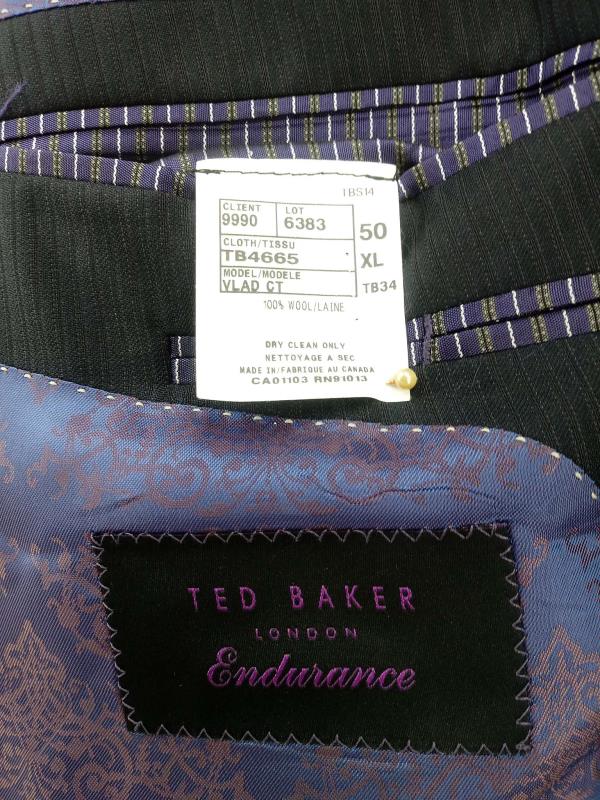 TBS14
CLIENT LOT
9990 6383 50
CLOTH/TISSU
TB4665 XL
MODEL/MODELE
VLAD CT TB34
100% WOOL/LAINE
DRY CLEAN ONLY
NETTOYAGE A SEC
MADE IN/FABRIQUE AU CANADA
CA01103 RN91013
TED BAKER
LONDON
Endurance